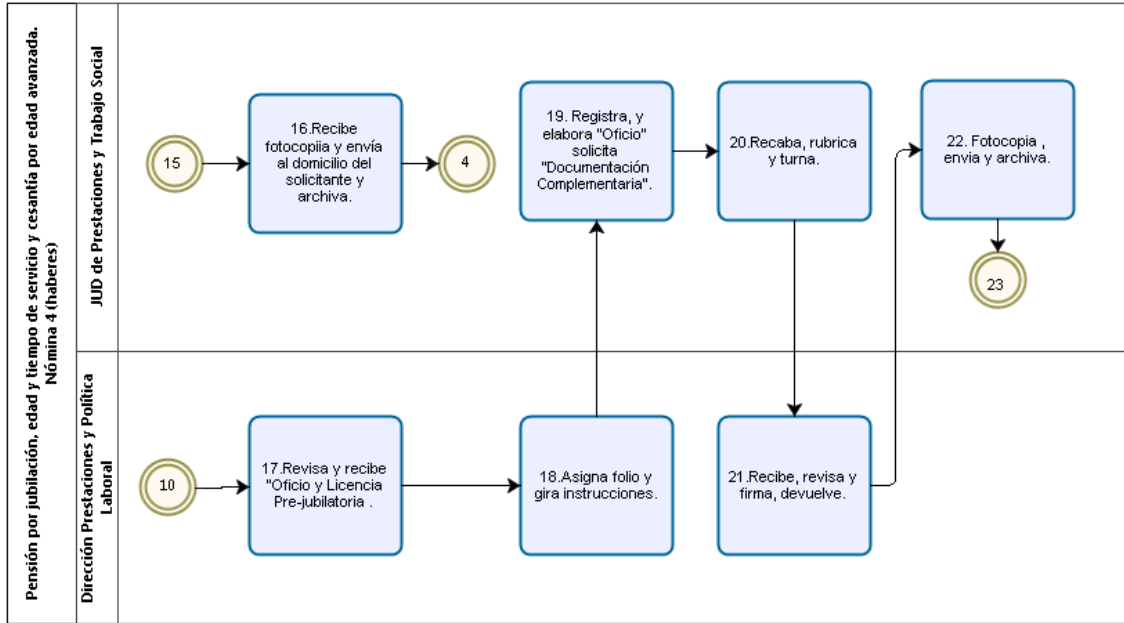 Pensión por jubilación, edad y tiempo de servicio y cesantía por edad avanzada.
Nómina 4 (haberes)
JUD de Prestaciones y Trabajo Social
15
16.Recibe
fotocopiia y envía
al domicilio del
solicitante y
archiva.
4
19. Registra, y
elabora "Oficio"
solicita
"Documentación
Complementaria".
20.Recaba, rubrica
y turna.
22. Fotocopia ,
envia y archiva.
23
Dirección Prestaciones y Política
Laboral
10
17.Revisa y recibe
"Oficio y Licencia
Pre-jubilatoria .
18.Asigna folio y
gira instrucciones.
21.Recibe, revisa y
firma, devuelve.